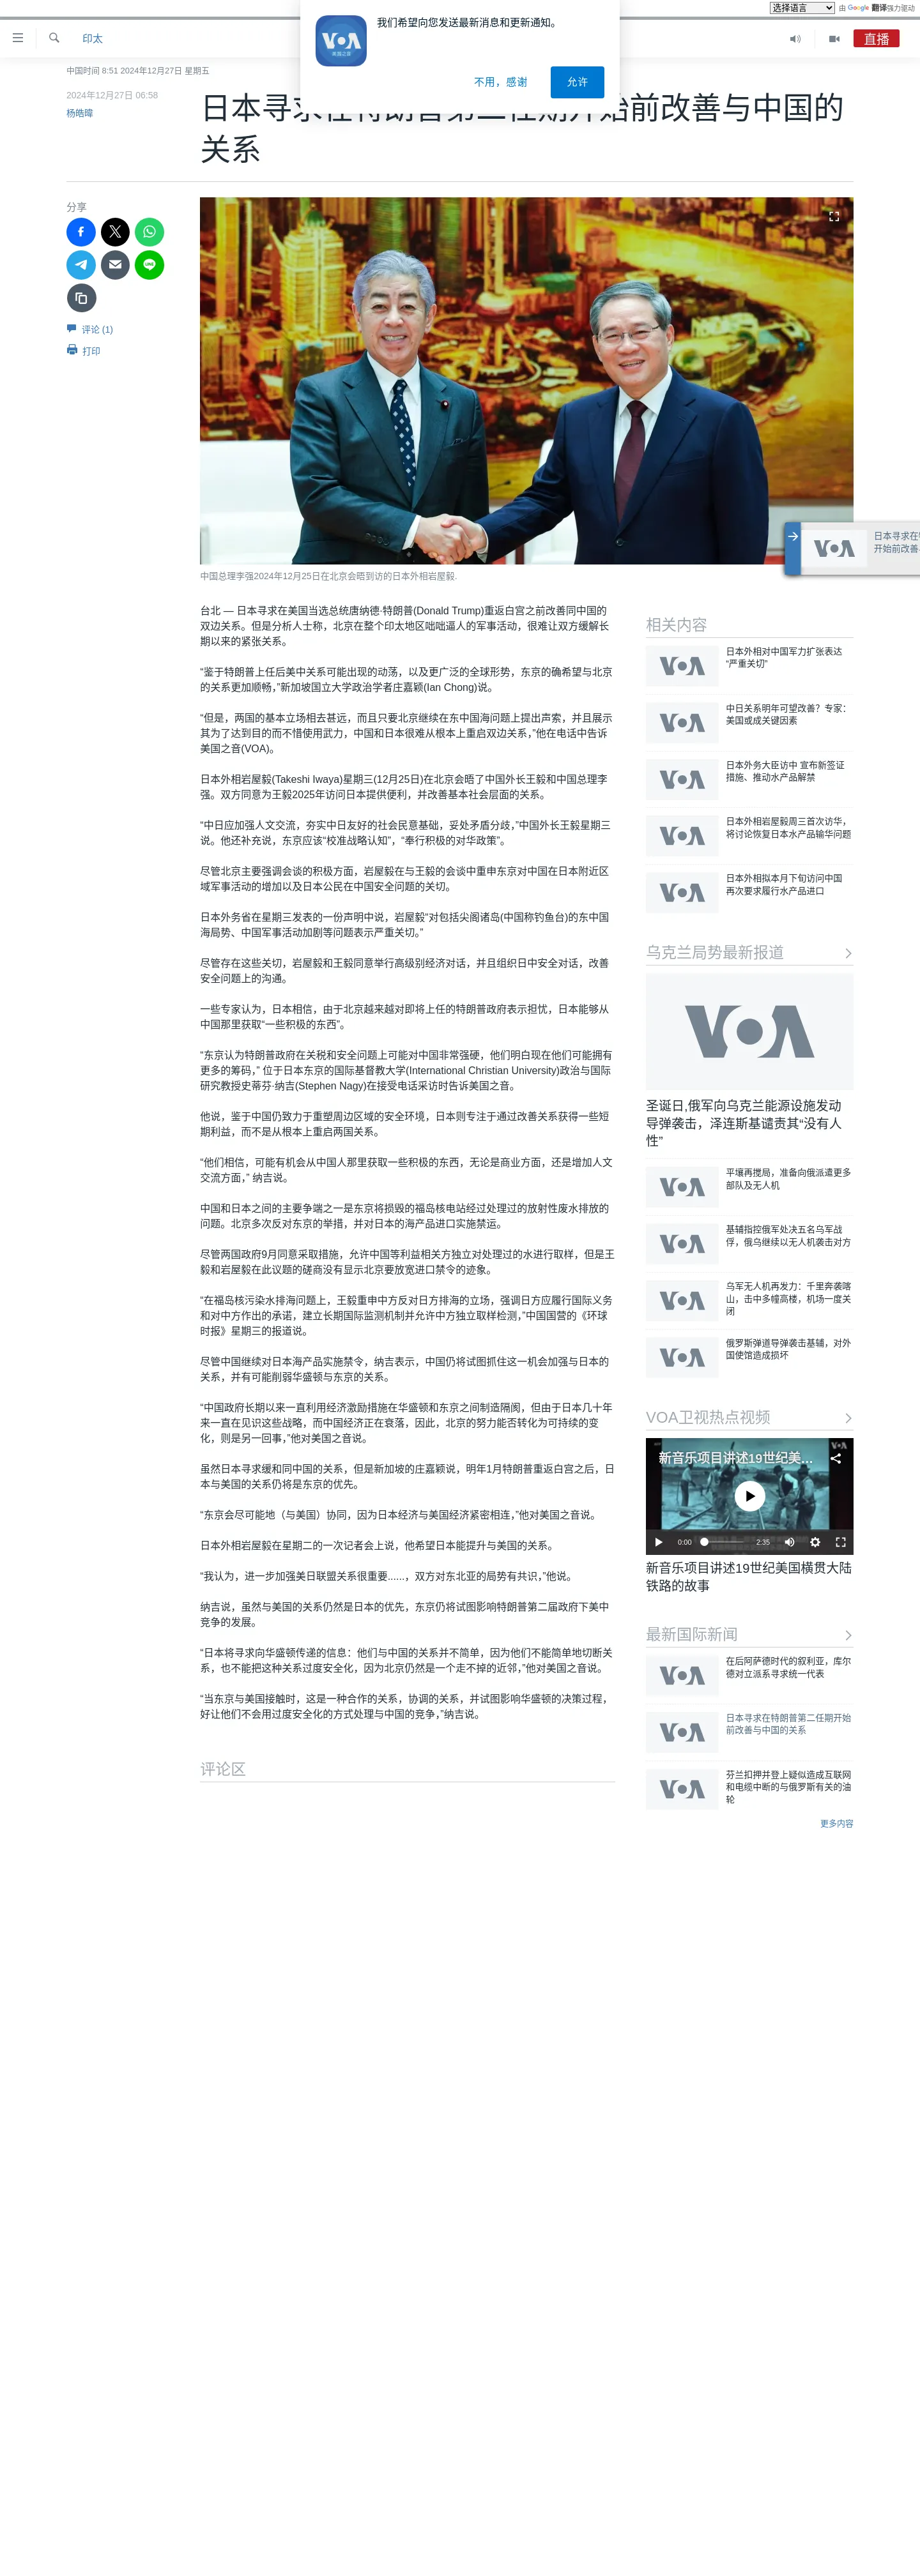 选择语言 由 Google 翻译强力驱动
我们希望向您发送最新消息和更新通知。
VOA
美国之音
不用，感谢
允许
印太
直播
中国时间 8:51 2024年12月27日 星期五
2024年12月27日 06:58
杨皓暐
始前改善与中国的
关系
分享
评论 (1)
打印
中国总理李强2024年12月25日在北京会晤到访的日本外相岩屋毅.
VOA
开始前改善
台北 — 日本寻求在美国当选总统唐纳德·特朗普(Donald Trump)重返白宫之前改善同中国的
双边关系。但是分析人士称，北京在整个印太地区咄咄逼人的军事活动，很难让双方缓解长
期以来的紧张关系。
“鉴于特朗普上任后美中关系可能出现的动荡，以及更广泛的全球形势，东京的确希望与北京
的关系更加顺畅，”新加坡国立大学政治学者庄嘉颖(Ian Chong)说。
“但是，两国的基本立场相去甚远，而且只要北京继续在东中国海问题上提出声索，并且展示
其为了达到目的而不惜使用武力，中国和日本很难从根本上重启双边关系，”他在电话中告诉
美国之音(VOA)。
日本外相岩屋毅(Takeshi Iwaya)星期三(12月25日)在北京会晤了中国外长王毅和中国总理李
强。双方同意为王毅2025年访问日本提供便利，并改善基本社会层面的关系。
“中日应加强人文交流，夯实中日友好的社会民意基础，妥处矛盾分歧，”中国外长王毅星期三
说。他还补充说，东京应该“校准战略认知”，“奉行积极的对华政策”。
尽管北京主要强调会谈的积极方面，岩屋毅在与王毅的会谈中重申东京对中国在日本附近区
域军事活动的增加以及日本公民在中国安全问题的关切。
日本外务省在星期三发表的一份声明中说，岩屋毅“对包括尖阁诸岛(中国称钓鱼台)的东中国
海局势、中国军事活动加剧等问题表示严重关切。”
尽管存在这些关切，岩屋毅和王毅同意举行高级别经济对话，并且组织日中安全对话，改善
安全问题上的沟通。
一些专家认为，日本相信，由于北京越来越对即将上任的特朗普政府表示担忧，日本能够从
中国那里获取“一些积极的东西”。
“东京认为特朗普政府在关税和安全问题上可能对中国非常强硬，他们明白现在他们可能拥有
更多的筹码，” 位于日本东京的国际基督教大学(International Christian University)政治与国际
研究教授史蒂芬·纳吉(Stephen Nagy)在接受电话采访时告诉美国之音。
他说，鉴于中国仍致力于重塑周边区域的安全环境，日本则专注于通过改善关系获得一些短
期利益，而不是从根本上重启两国关系。
“他们相信，可能有机会从中国人那里获取一些积极的东西，无论是商业方面，还是增加人文
交流方面，” 纳吉说。
中国和日本之间的主要争端之一是东京将损毁的福岛核电站经过处理过的放射性废水排放的
问题。北京多次反对东京的举措，并对日本的海产品进口实施禁运。
尽管两国政府9月同意采取措施，允许中国等利益相关方独立对处理过的水进行取样，但是王
毅和岩屋毅在此议题的磋商没有显示北京要放宽进口禁令的迹象。
“在福岛核污染水排海问题上，王毅重申中方反对日方排海的立场，强调日方应履行国际义务
和对中方作出的承诺，建立长期国际监测机制并允许中方独立取样检测，”中国国营的《环球
时报》星期三的报道说。
尽管中国继续对日本海产品实施禁令，纳吉表示，中国仍将试图抓住这一机会加强与日本的
关系，并有可能削弱华盛顿与东京的关系。
“中国政府长期以来一直利用经济激励措施在华盛顿和东京之间制造隔阂，但由于日本几十年
来一直在见识这些战略，而中国经济正在衰落，因此，北京的努力能否转化为可持续的变
化，则是另一回事，”他对美国之音说。
虽然日本寻求缓和同中国的关系，但是新加坡的庄嘉颖说，明年1月特朗普重返白宫之后，日
本与美国的关系仍将是东京的优先。
“东京会尽可能地（与美国）协同，因为日本经济与美国经济紧密相连，”他对美国之音说。
日本外相岩屋毅在星期二的一次记者会上说，他希望日本能提升与美国的关系。
“我认为，进一步加强美日联盟关系很重要......，双方对东北亚的局势有共识，”他说。
纳吉说，虽然与美国的关系仍然是日本的优先，东京仍将试图影响特朗普第二届政府下美中
竞争的发展。
“日本将寻求向华盛顿传递的信息：他们与中国的关系并不简单，因为他们不能简单地切断关
系，也不能把这种关系过度安全化，因为北京仍然是一个走不掉的近邻，”他对美国之音说。
“当东京与美国接触时，这是一种合作的关系，协调的关系，并试图影响华盛顿的决策过程，
好让他们不会用过度安全化的方式处理与中国的竞争，”纳吉说。
评论区
相关内容
VOA
日本外相对中国军力扩张表达
“严重关切”
VOA
中日关系明年可望改善？专家：
美国或成关键因素
VOA
日本外务大臣访中 宣布新签证
措施、推动水产品解禁
VOA
日本外相岩屋毅周三首次访华，
将讨论恢复日本水产品输华问题
VOA
日本外相拟本月下旬访问中国
再次要求履行水产品进口
乌克兰局势最新报道
VOA
圣诞日,俄军向乌克兰能源设施发动
导弹袭击，泽连斯基谴责其“没有人
性”
VOA
平壤再搅局，准备向俄派遣更多
部队及无人机
VOA
基辅指控俄军处决五名乌军战
俘，俄乌继续以无人机袭击对方
VOA
乌军无人机再发力：千里奔袭喀
山，击中多幢高楼，机场一度关
闭
VOA
俄罗斯弹道导弹袭击基辅，对外
国使馆造成损坏
VOA卫视热点视频
新音乐项目讲述19世纪美...
VOA
0:00
2:35
新音乐项目讲述19世纪美国横贯大陆
铁路的故事
最新国际新闻
VOA
在后阿萨德时代的叙利亚，库尔
德对立派系寻求统一代表
VOA
日本寻求在特朗普第二任期开始
前改善与中国的关系
VOA
芬兰扣押并登上疑似造成互联网
和电缆中断的与俄罗斯有关的油
轮
更多内容